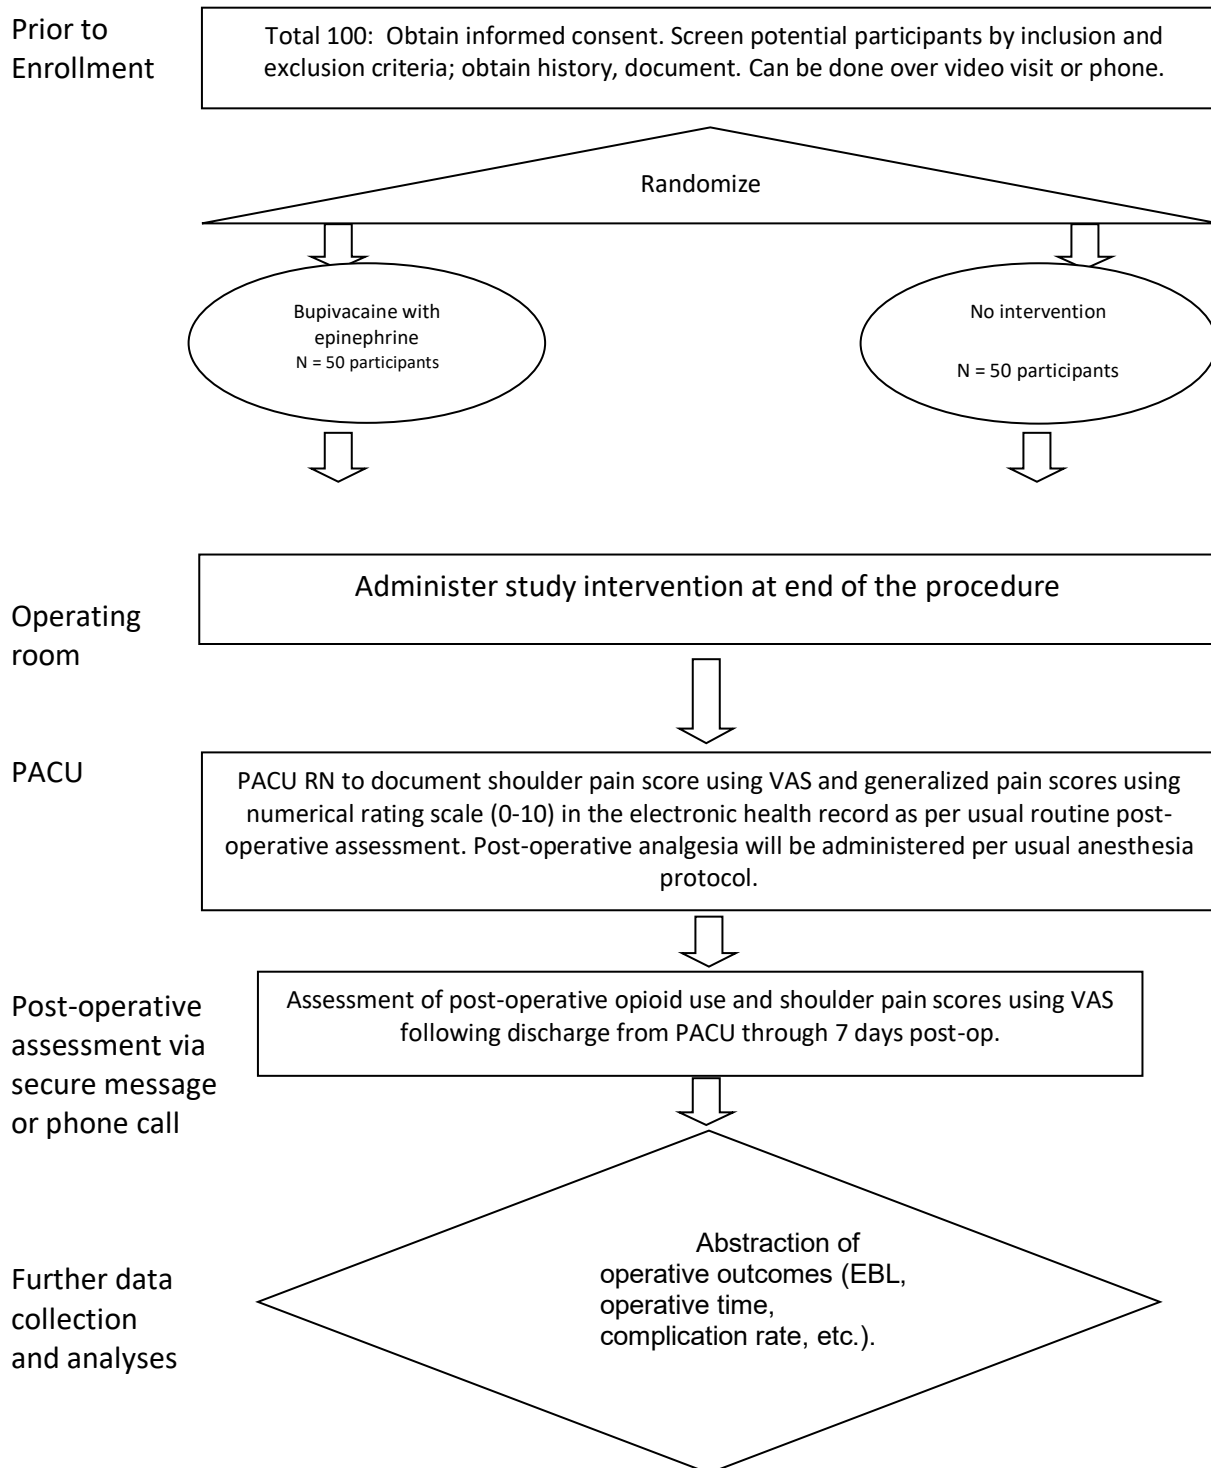 Prior to
Enrollment
Total 100:  Obtain informed consent. Screen potential participants by inclusion and
exclusion criteria; obtain history, document. Can be done over video visit or phone.
Randomize
Bupivacaine with
epinephrine
N = 50 participants
No intervention
N = 50 participants
Administer study intervention at end of the procedure
Operating
room
PACU
PACU RN to document shoulder pain score using VAS and generalized pain scores using
numerical rating scale (0-10) in the electronic health record as per usual routine post-
operative assessment. Post-operative analgesia will be administered per usual anesthesia
protocol.
Post-operative
assessment via
secure message
or phone call
Assessment of post-operative opioid use and shoulder pain scores using VAS
following discharge from PACU through 7 days post-op.
Further data
collection
and analyses
Abstraction of
operative outcomes (EBL,
operative time,
complication rate, etc.).